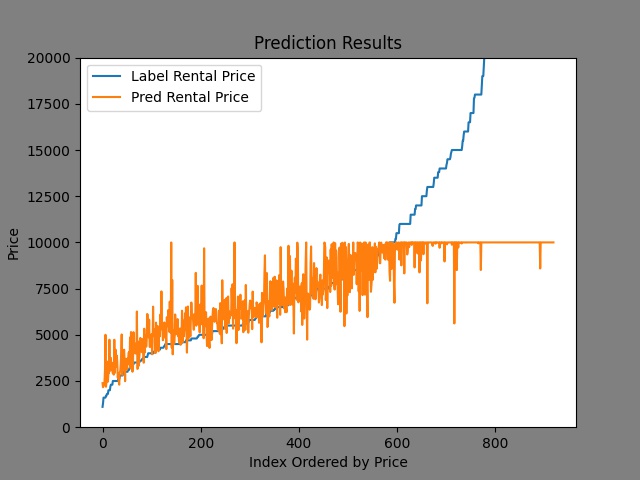 Prediction Results
20000
17500
15000
12500
10000
7500
5000
2500
0
Price
Label Rental Price
Pred Rental Price
0 200 400 600 800
Index Ordered by Price